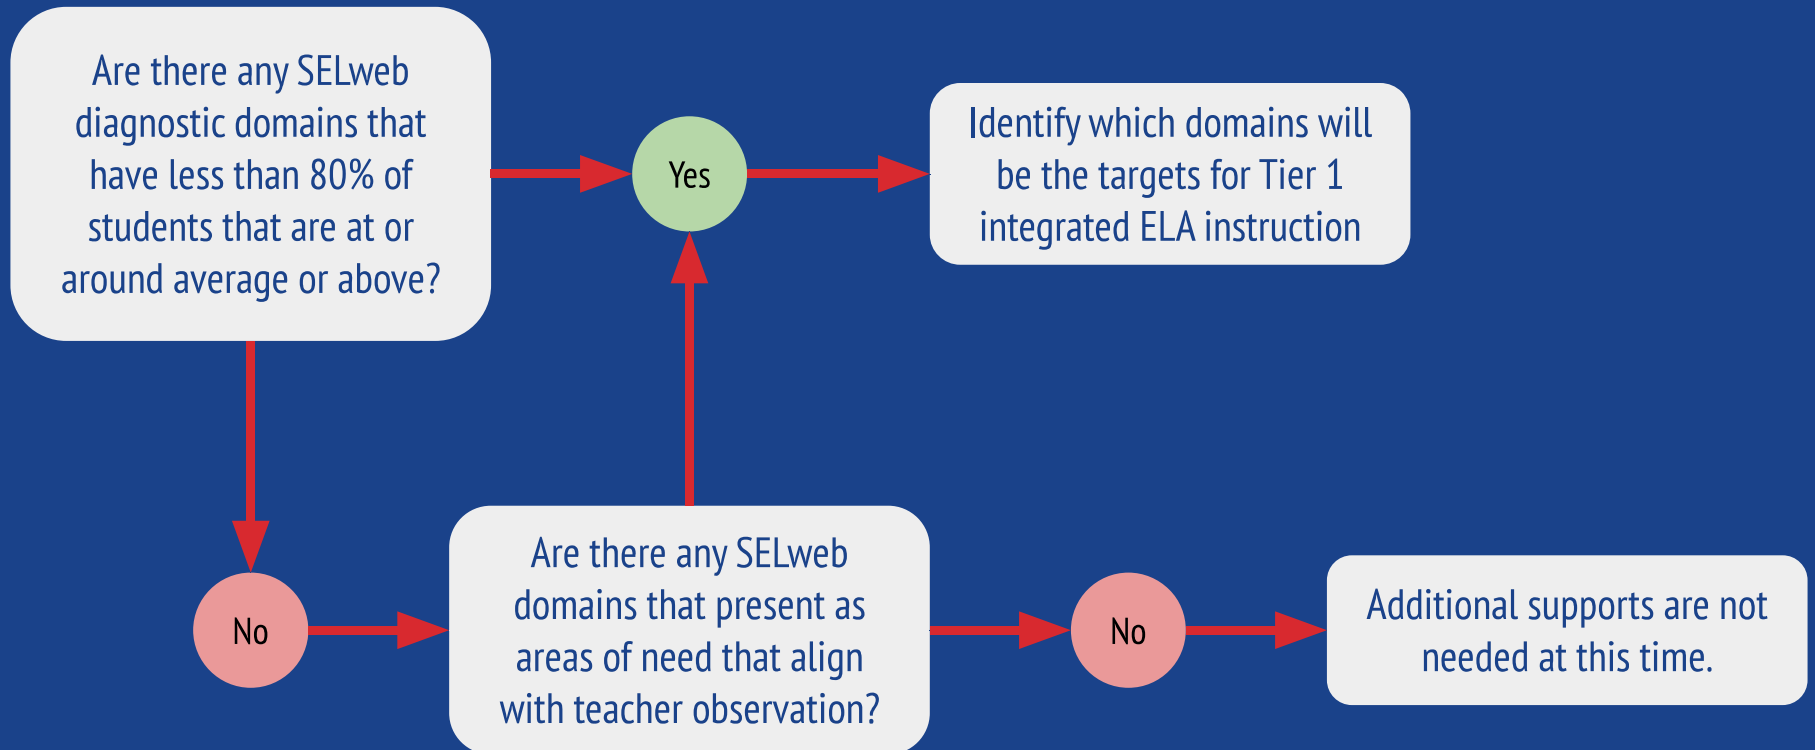 Are there any SELweb
diagnostic domains that
have less than 80% of
students that are at or
around average or above?
Yes
Identify which domains will
be the targets for Tier 1
integrated ELA instruction
No
Are there any SELweb
domains that present as
areas of need that align
with teacher observation?
No
Additional supports are not
needed at this time.